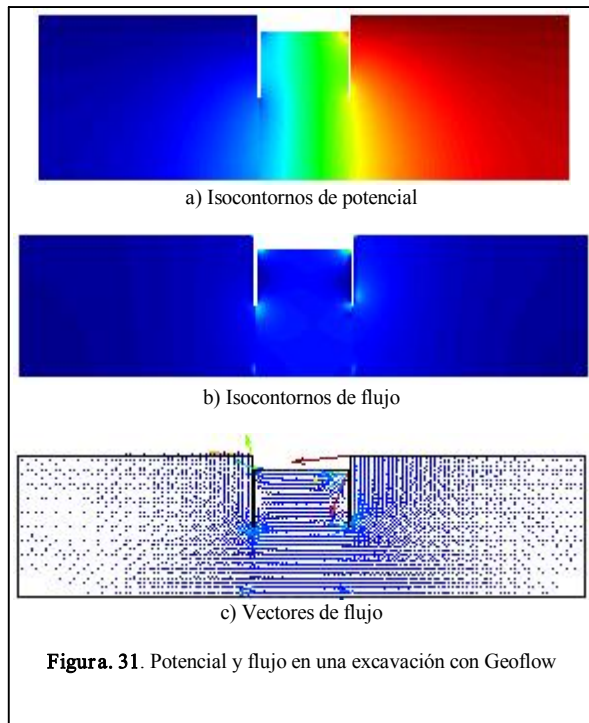 a) Isocontornos de potencial
b) Isocontornos de flujo
c) Vectores de flujo
Figura. 31. Potencial y flujo en una excavación con Geoflow